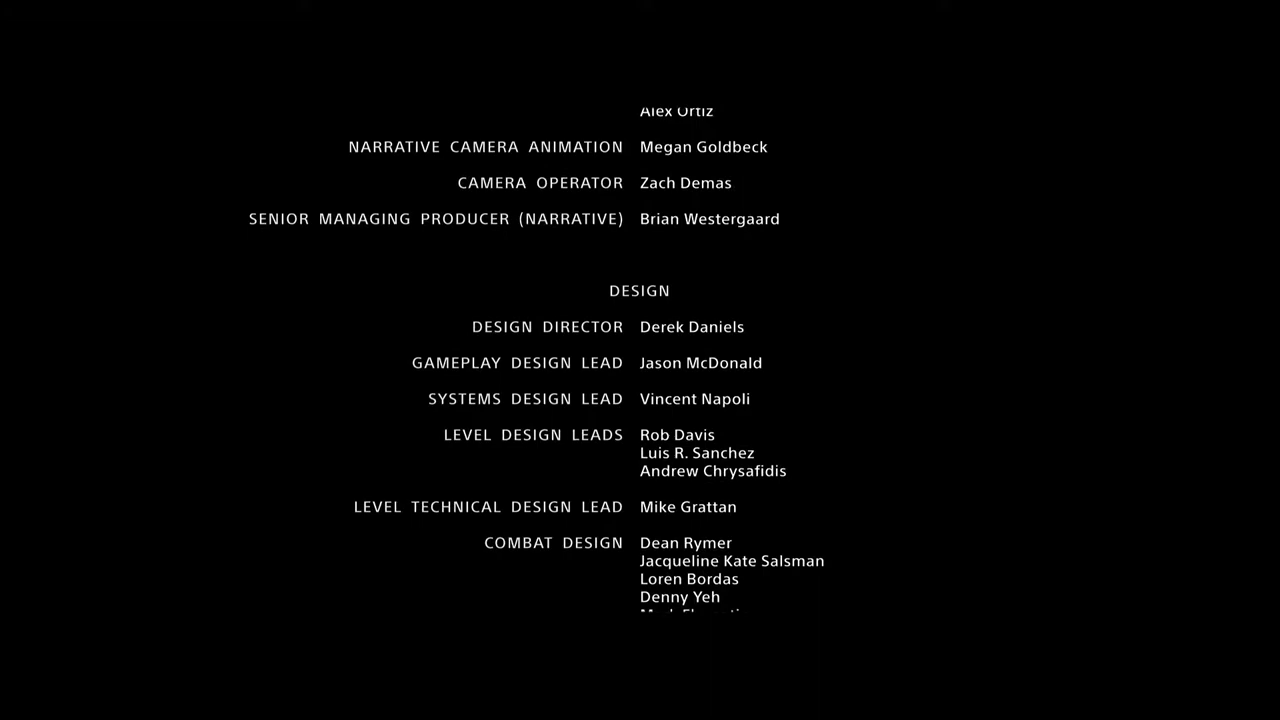 Alex Ortiz
NARRATIVE CAMERA ANIMATION Megan Goldbeck
CAMERA OPERATOR Zach Demas
SENIOR MANAGING PRODUCER (NARRATIVE) Brian Westergaard
DESIGN
DESIGN DIRECTOR Derek Daniels
GAMEPLAY DESIGN LEAD Jason McDonald
SYSTEMS DESIGN LEAD Vincent Napoli
LEVEL DESIGN LEADS Rob Davis
Luis R. Sanchez
Andrew Chrysafidis
LEVEL TECHNICAL DESIGN LEAD Mike Grattan
COMBAT DESIGN Dean Rymer
Jacqueline Kate Salsman
Loren Bordas
Denny Yeh